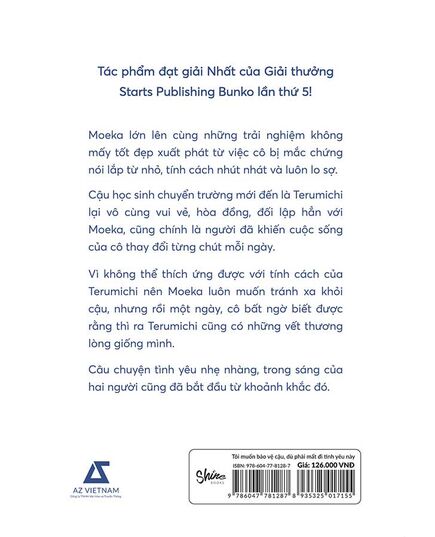 Tác phẩm đạt giải Nhất của Giải thưởng
Starts Publishing Bunko lần thứ 5!
Moeka lớn lên cùng những trải nghiệm không
mấy tốt đẹp xuất phát từ việc cô bị mắc chứng
nói lắp từ nhỏ, tính cách nhút nhát và luôn lo sợ.
Cậu học sinh chuyển trường mới đến là Terumichi
lại vô cùng vui vẻ, hòa đồng, đối lập hẳn với
Moeka, cũng chính là người đã khiến cuộc sống
của cô thay đổi từng chút mỗi ngày.
Vì không thể thích ứng được với tính cách của
Terumichi nên Moeka luôn muốn tránh xa khỏi
cậu, nhưng rồi một ngày, cô bất ngờ biết được
rằng thì ra Terumichi cũng có những vết thương
lòng giống mình.
Câu chuyện tình yêu nhẹ nhàng, trong sáng của
hai người cũng đã bắt đầu từ khoảnh khắc đó.
Tôi muốn bảo vệ cậu, dù phải mất đi tình yêu này
ISBN: 978-604-77-8128-7 Giá: 126.000 VNĐ
Shine
BOOKS
9 786047 781287 8 935325 017155
AZ VIETNAM